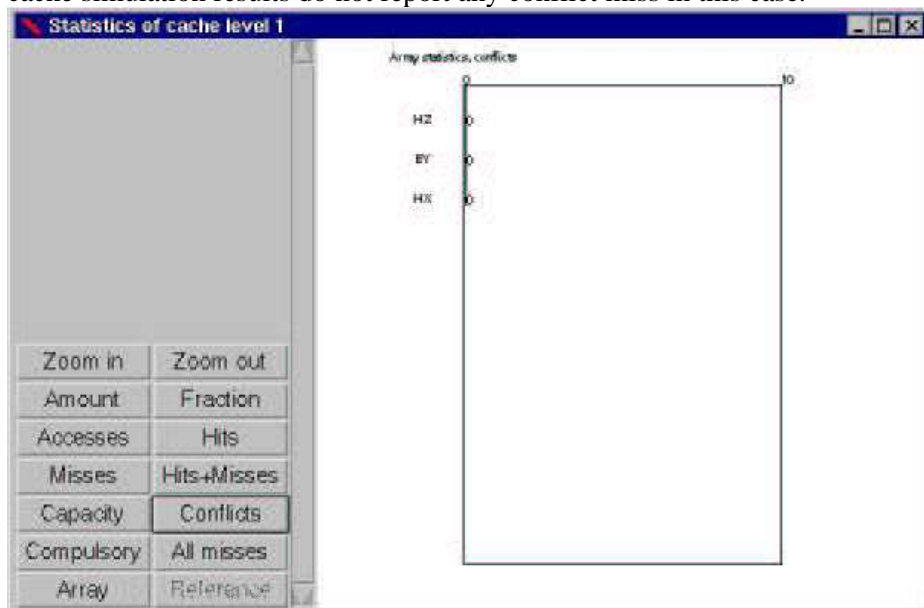 cache simulation results do not report any conflict miss in this case.
Statistics of cache level 1
Array statistics, conflicts
0 10
HZ 0
EY 0
HX 0
Zoom in Zoom out
Amount Fraction
Accesses Hits
Misses Hits+Misses
Capacity Conflicts
Compulsory All misses
Array Reference